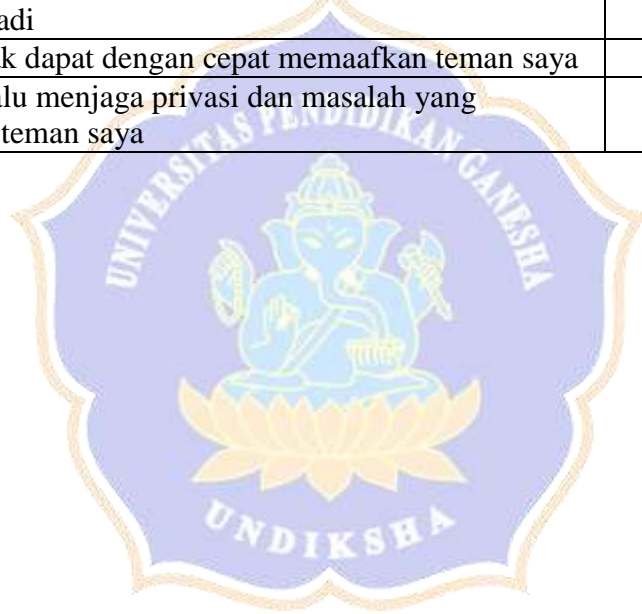 adi
k dapat dengan cepat memaafkan teman saya
lu menjaga privasi dan masalah yang
teman saya
UNIVERSITAS PENDIDIKAN GANESHA
UNDIKSHA